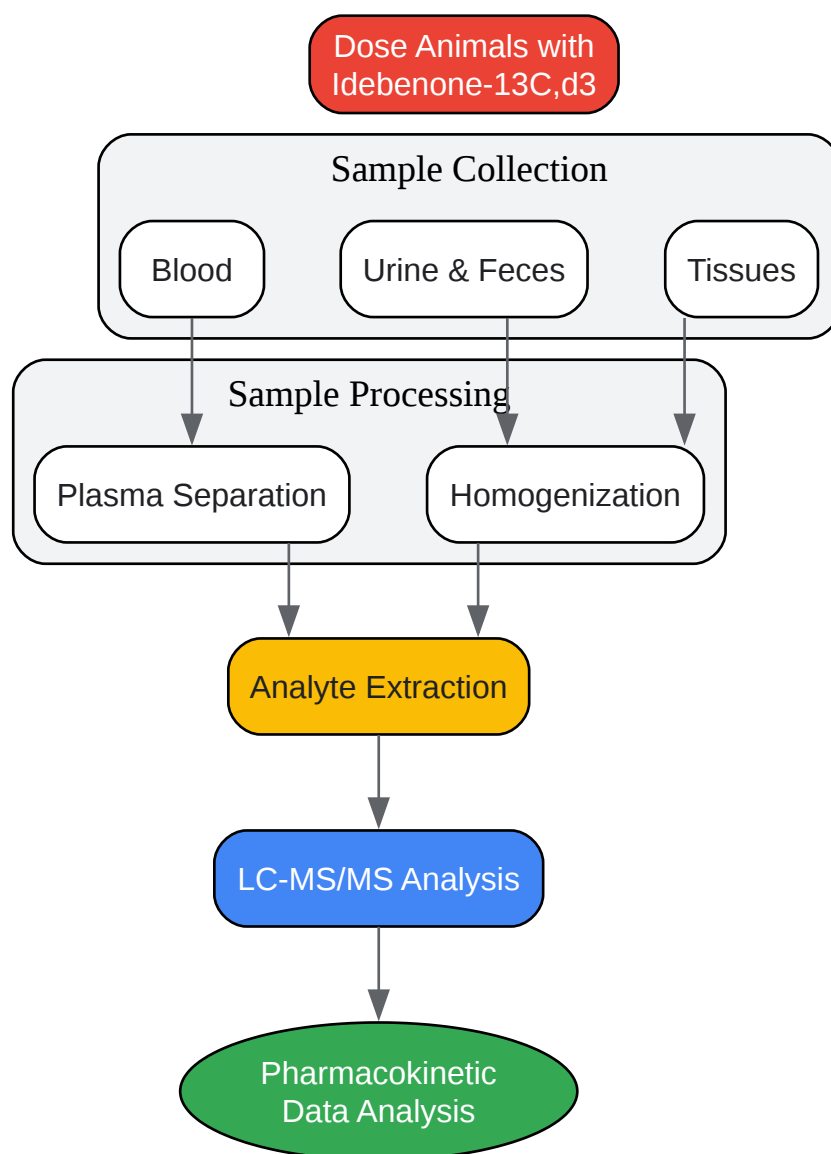 Dose Animals with
Idebenone-13C,d3
Sample Collection
Blood
Urine & Feces
Tissues
Sample Processing
Plasma Separation
Homogenization
Analyte Extraction
LC-MS/MS Analysis
Pharmacokinetic
Data Analysis